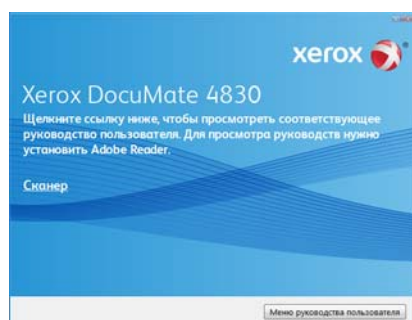 xerox
Xerox DocuMate 4830
Щелкните ссылку ниже, чтобы просмотреть соответствующее
руководство пользователя. Для просмотра руководств нужно
установить Adobe Reader.
Сканер
Меню руководства пользователя